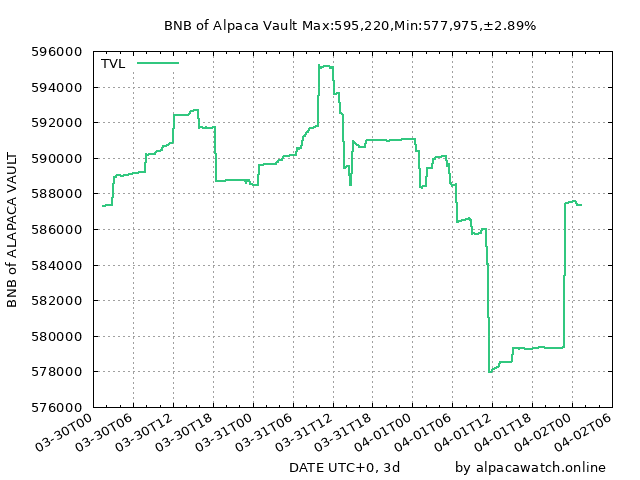 BNB of Alpaca Vault Max:595,220,Min:577,975,±2.89%
596000
594000
592000
590000
588000
586000
584000
582000
580000
578000
576000
TVL
BNB of ALAPACA VAULT
03-30T00
03-30T06
03-30T12
03-30T18
03-31T00
03-31T06
03-31T12
03-31T18
04-01T00
04-01T06
04-01T12
04-01T18
04-02T00
04-02T06
DATE UTC+0, 3d
by alpacawatch.online